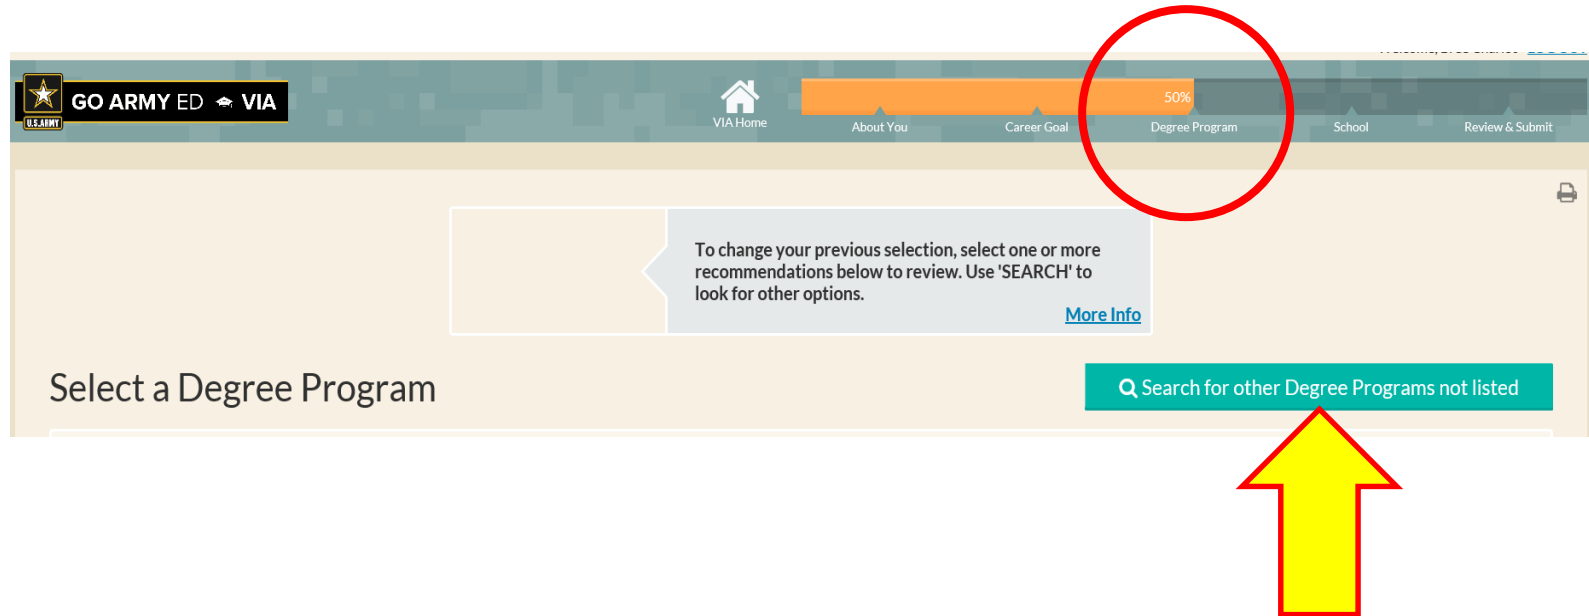 GO ARMY ED VIA
U.S.ARMY
VIA Home
50%
About You
Career Goal
Degree Program
School
Review & Submit
To change your previous selection, select one or more
recommendations below to review. Use 'SEARCH' to
look for other options.
More Info
Select a Degree Program
Search for other Degree Programs not listed